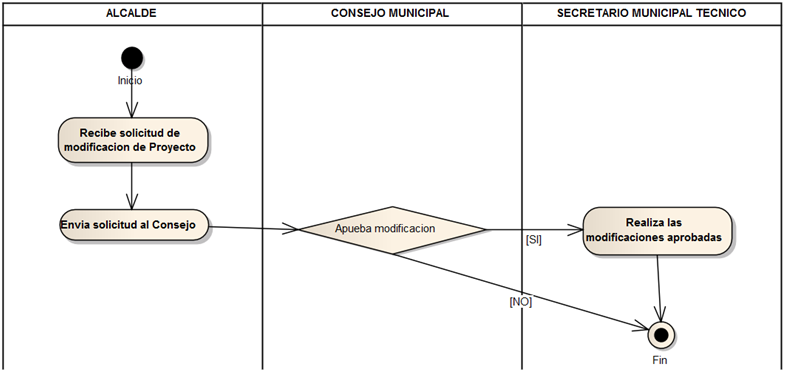 ALCALDE
CONSEJO MUNICIPAL
SECRETARIO MUNICIPAL TECNICO
Inicio
Recibe solicitud de
modificacion de Proyecto
Envia solicitud al Consejo
Apueba modificacion
[SI]
Realiza las
modificaciones aprobadas
[NO]
Fin